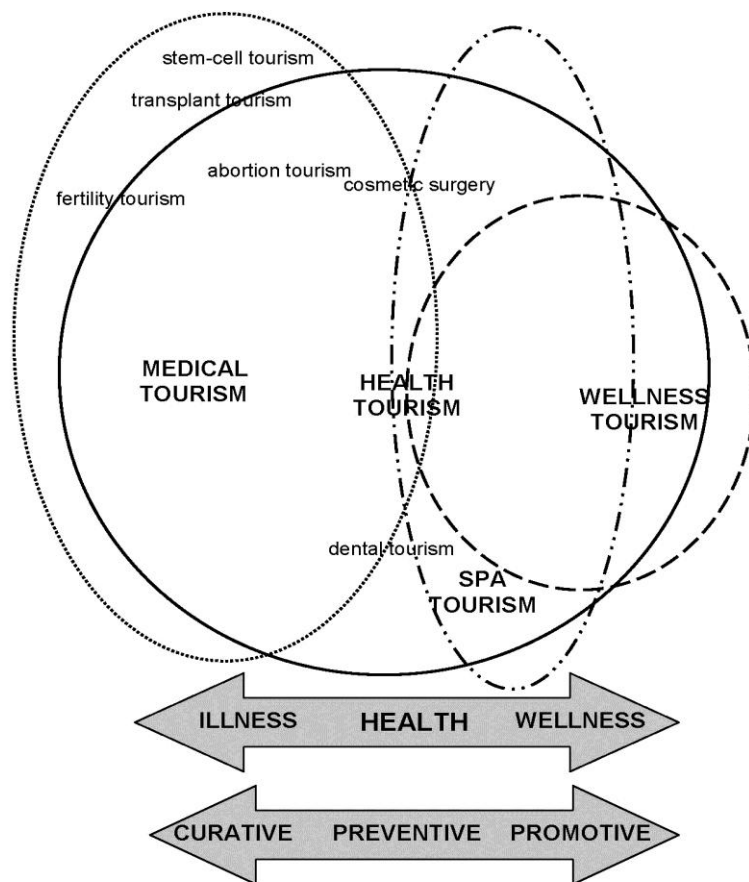 stem-cell tourism
transplant tourism
abortion tourism
cosmetic surgery
fertility tourism
MEDICAL
TOURISM
HEALTH
TOURISM
WELLNESS
TOURISM
dental tourism
SPA
TOURISM
ILLNESS HEALTH WELLNESS
CURATIVE PREVENTIVE PROMOTIVE